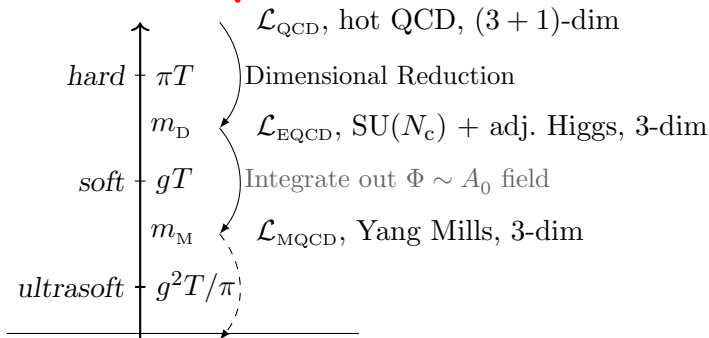 ℒ_QCD, hot QCD, (3 + 1)-dim
hard πT Dimensional Reduction
m_D ℒ_EQCD, SU(N_c) + adj. Higgs, 3-dim
soft gT Integrate out Φ ∼ A_0 field
m_M ℒ_MQCD, Yang Mills, 3-dim
ultrasoft g²T/π